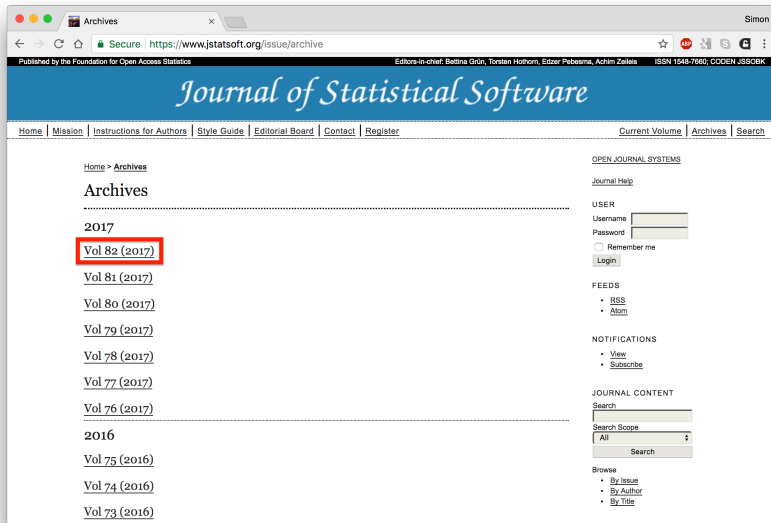 Archives
Simon
Secure https://www.jstatsoft.org/issue/archive
ABP
Published by the Foundation for Open Access Statistics
Editors-in-chief: Bettina Grün, Torsten Hothorn, Edzer Pebesma, Achim Zeileis ISSN 1548-7660; CODEN JSSOBK
Journal of Statistical Software
Home | Mission | Instructions for Authors | Style Guide | Editorial Board | Contact | Register
Current Volume | Archives | Search
Home > Archives
Archives
2017
Vol 82 (2017)
Vol 81 (2017)
Vol 80 (2017)
Vol 79 (2017)
Vol 78 (2017)
Vol 77 (2017)
Vol 76 (2017)
2016
Vol 75 (2016)
Vol 74 (2016)
Vol 73 (2016)
OPEN JOURNAL SYSTEMS
Journal Help
USER
Username
Password
Remember me
Login
FEEDS
RSS
Atom
NOTIFICATIONS
View
Subscribe
JOURNAL CONTENT
Search
Search Scope
All
Search
Browse
By Issue
By Author
By Title